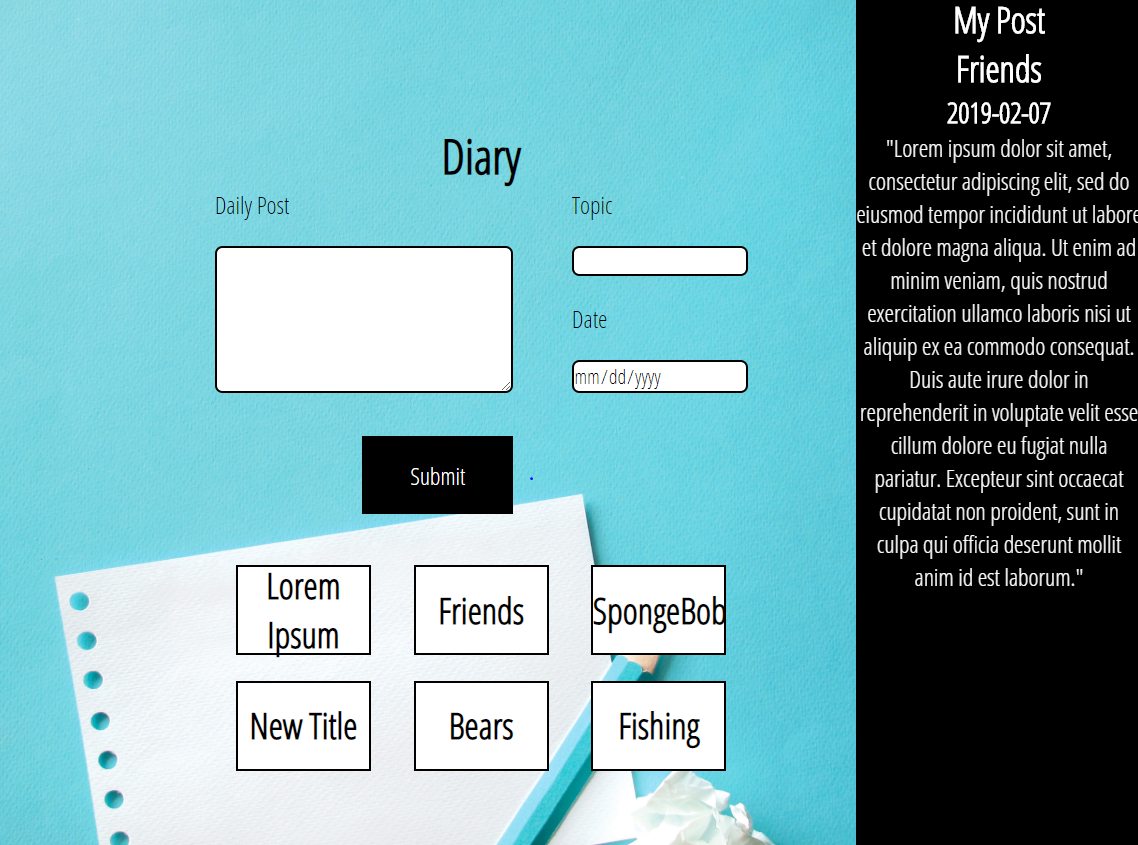 Diary
Daily Post
Topic
Date
mm/dd/yyyy
Submit
Lorem
Ipsum
Friends
SpongeBob
New Title
Bears
Fishing
My Post
Friends
2019-02-07
"Lorem ipsum dolor sit amet,
consectetur adipiscing elit, sed do
eiusmod tempor incididunt ut labore
et dolore magna aliqua. Ut enim ad
minim veniam, quis nostrud
exercitation ullamco laboris nisi ut
aliquip ex ea commodo consequat.
Duis aute irure dolor in
reprehenderit in voluptate velit esse
cillum dolore eu fugiat nulla
pariatur. Excepteur sint occaecat
cupidatat non proident, sunt in
culpa qui officia deserunt mollit
anim id est laborum."